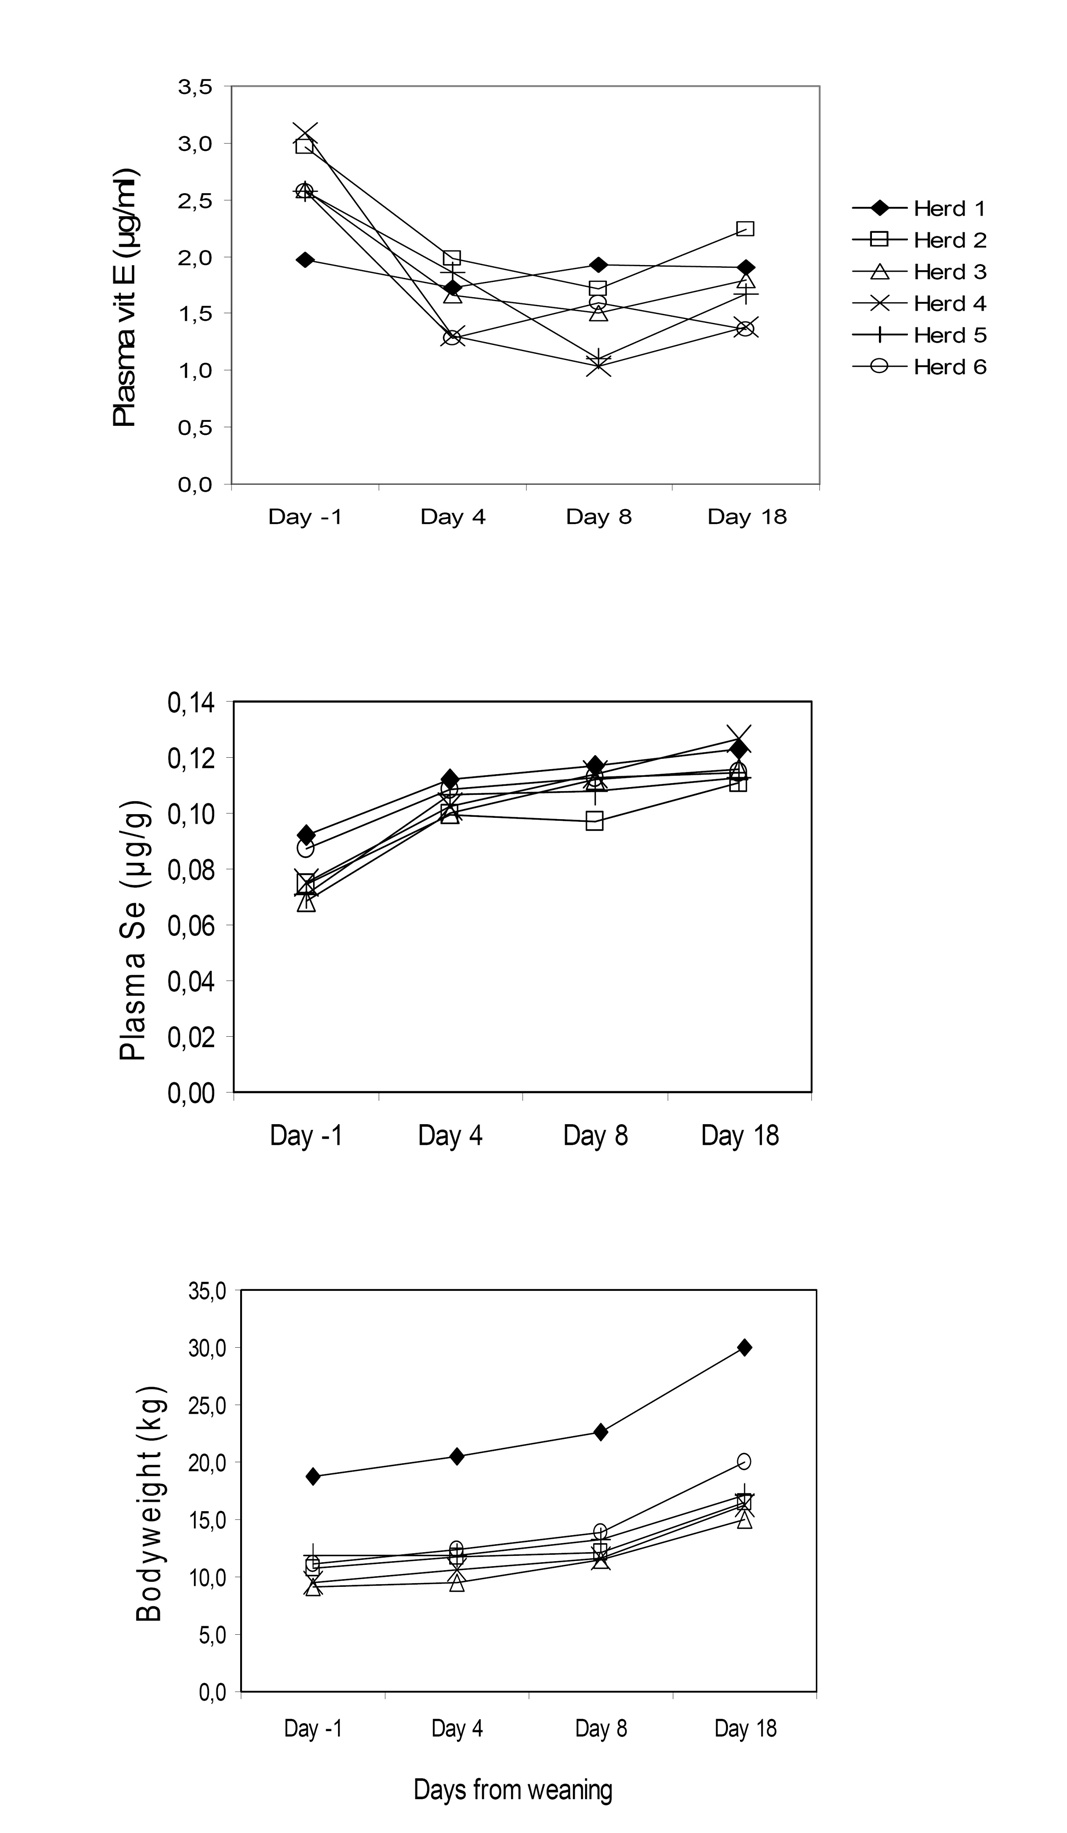 3,5
3,0
2,5
2,0
1,5
1,0
0,5
0,0
Plasma vit E (µg/ml)
Day -1 Day 4 Day 8 Day 18
Herd 1
Herd 2
Herd 3
Herd 4
Herd 5
Herd 6
0,14
0,12
0,10
0,08
0,06
0,04
0,02
0,00
Plasma Se (µg/g)
Day -1 Day 4 Day 8 Day 18
35,0
30,0
25,0
20,0
15,0
10,0
5,0
0,0
Bodyweight (kg)
Day -1 Day 4 Day 8 Day 18
Days from weaning